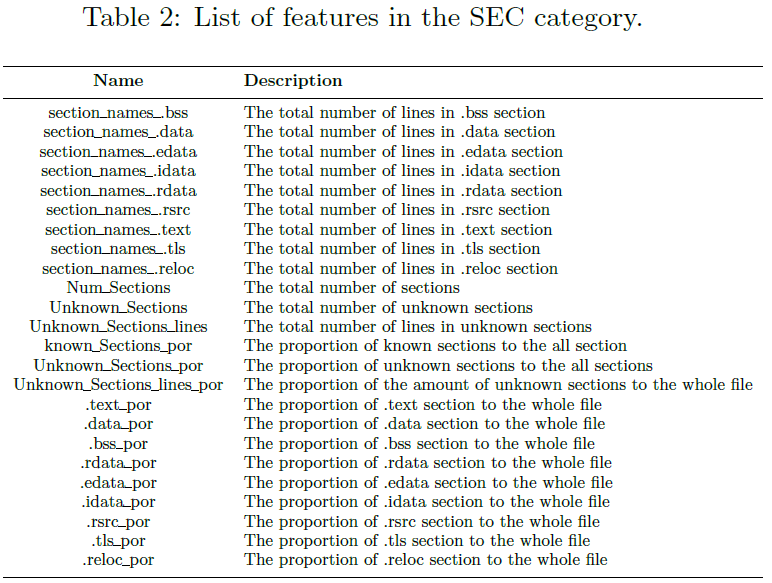 Table 2: List of features in the SEC category.
Name Description
section_names_.bss The total number of lines in .bss section
section_names_.data The total number of lines in .data section
section_names_.edata The total number of lines in .edata section
section_names_.idata The total number of lines in .idata section
section_names_.rdata The total number of lines in .rdata section
section_names_.rsrc The total number of lines in .rsrc section
section_names_.text The total number of lines in .text section
section_names_.tls The total number of lines in .tls section
section_names_.reloc The total number of lines in .reloc section
Num_Sections The total number of sections
Unknown_Sections The total number of unknown sections
Unknown_Sections_lines The total number of lines in unknown sections
known_Sections_por The proportion of known sections to the all section
Unknown_Sections_por The proportion of unknown sections to the all sections
Unknown_Sections_lines_por The proportion of the amount of unknown sections to the whole file
.text_por The proportion of .text section to the whole file
.data_por The proportion of .data section to the whole file
.bss_por The proportion of .bss section to the whole file
.rdata_por The proportion of .rdata section to the whole file
.edata_por The proportion of .edata section to the whole file
.idata_por The proportion of .idata section to the whole file
.rsrc_por The proportion of .rsrc section to the whole file
.tls_por The proportion of .tls section to the whole file
.reloc_por The proportion of .reloc section to the whole file